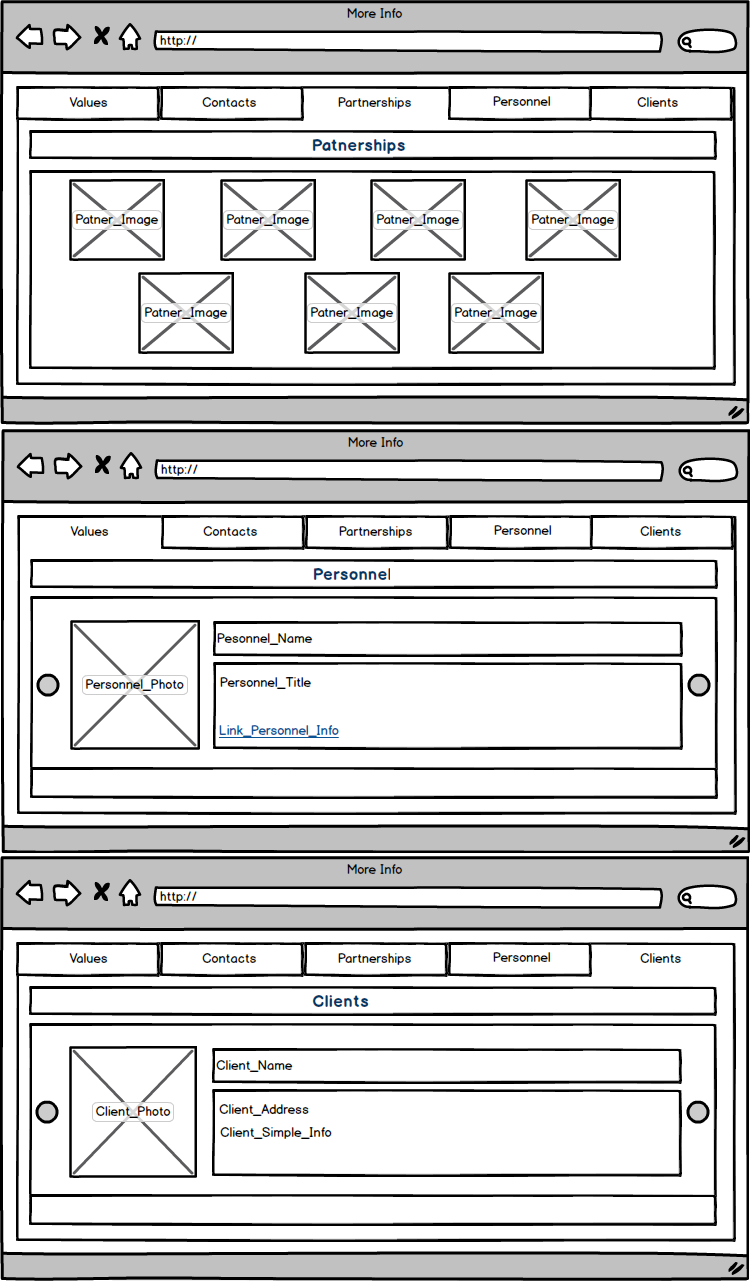 More Info
http://
Values Contacts Partnerships Personnel Clients
Patnerships
Patner_Image Patner_Image Patner_Image Patner_Image
Patner_Image Patner_Image Patner_Image
More Info
http://
Values Contacts Partnerships Personnel Clients
Personnel
Pesonnel_Name
Personnel_Photo
Personnel_Title
Link_Personnel_Info
More Info
http://
Values Contacts Partnerships Personnel Clients
Clients
Client_Name
Client_Photo
Client_Address
Client_Simple_Info